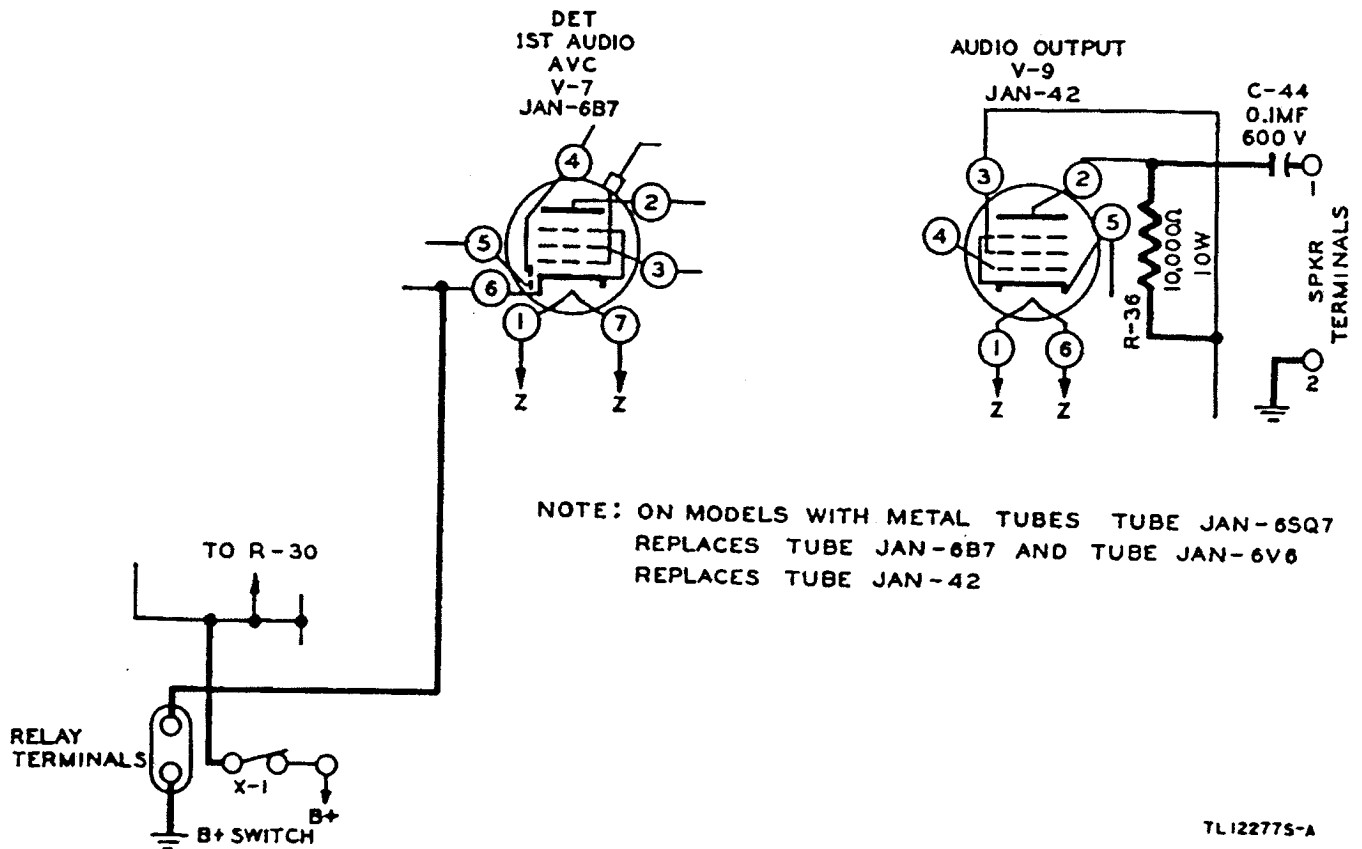 DET
1ST AUDIO
AVC
V-7
JAN-6B7
4
2
5
3
6
1
7
Z
Z
AUDIO OUTPUT
V-9
JAN-42
C-44
0.1MF
600 V
3
2
4
5
1
6
Z
Z
R-36
10,000Ω
10W
1
SPKR
TERMINALS
2
NOTE: ON MODELS WITH METAL TUBES TUBE JAN-6SQ7
REPLACES TUBE JAN-6B7 AND TUBE JAN-6V6
REPLACES TUBE JAN-42
TO R-30
RELAY
TERMINALS
X-1
B+
B+ SWITCH
TL12277S-A